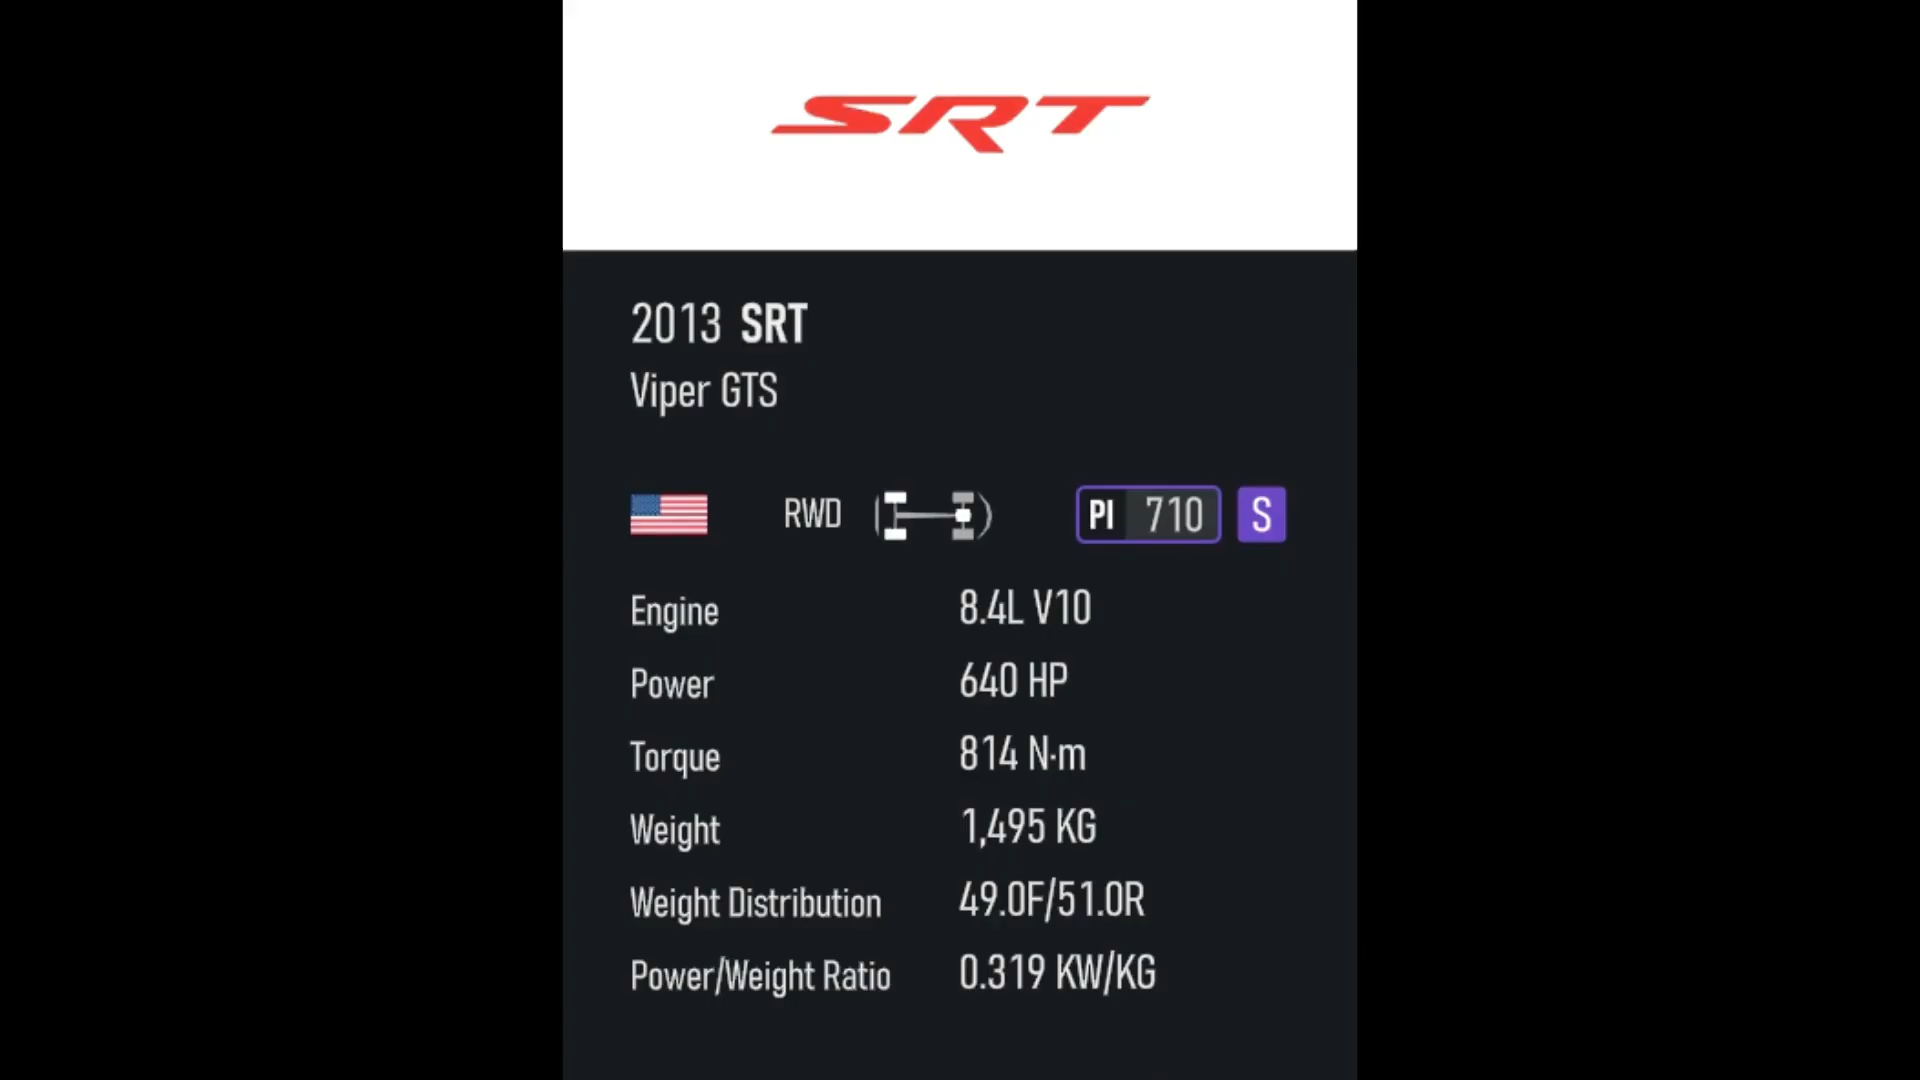 SRT
2013 SRT
Viper GTS
RWD PI 710 S
Engine 8.4L V10
Power 640 HP
Torque 814 N·m
Weight 1,495 KG
Weight Distribution 49.0F/51.0R
Power/Weight Ratio 0.319 KW/KG